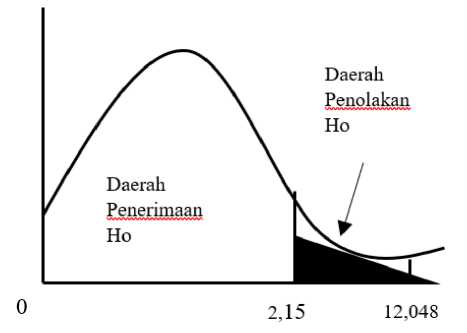 Daerah
Penolakan
Ho
Daerah
Penerimaan
Ho
0
2,15
12,048